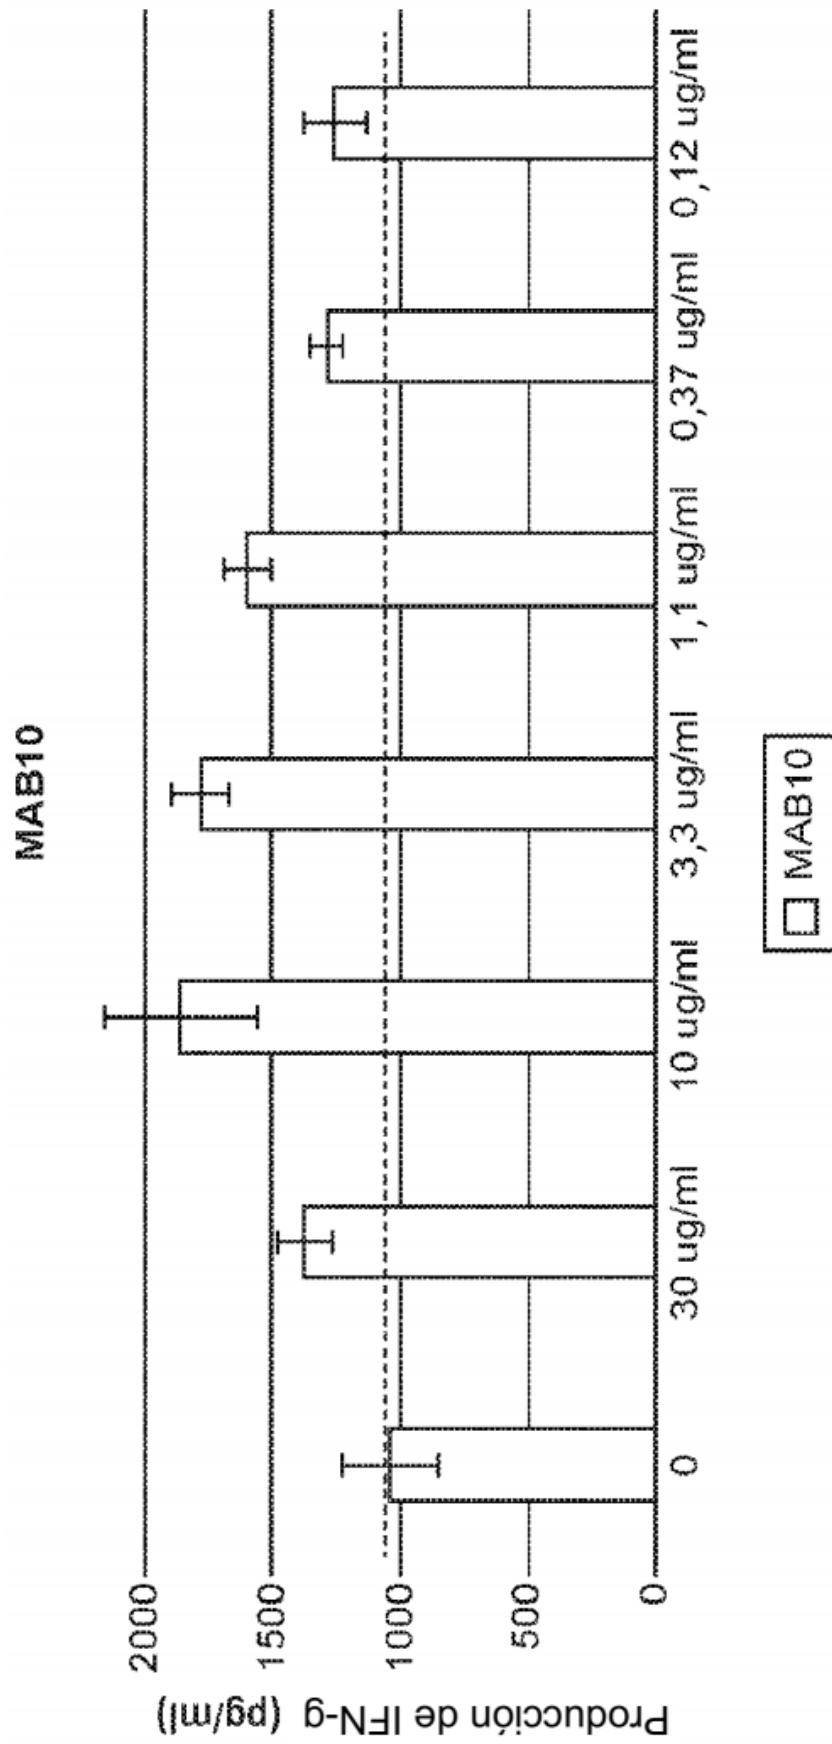 MAB10
Producción de IFN-g (pg/ml)
2000
1500
1000
500
0
0
30 ug/ml
10 ug/ml
3,3 ug/ml
1,1 ug/ml
0,37 ug/ml
0,12 ug/ml
MAB10